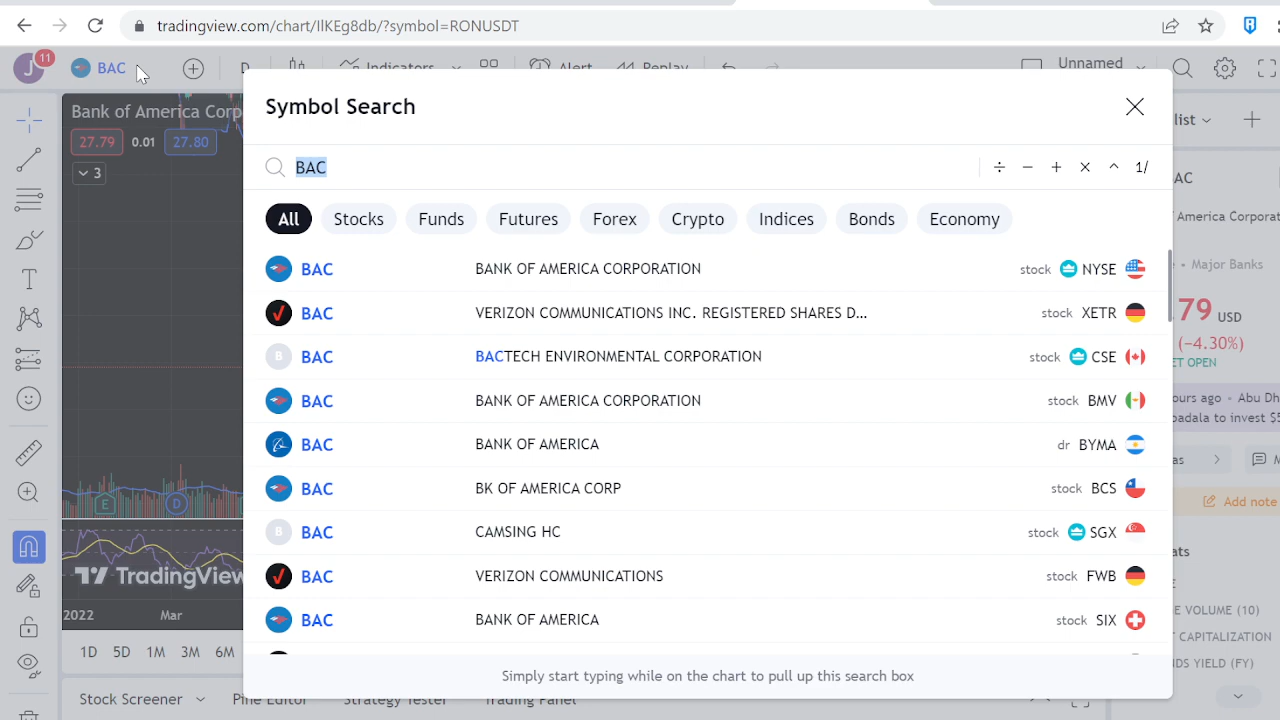 tradingview.com/chart/IlKEg8db/?symbol=RONUSDT
J 11 BAC D Indicators Alert Replay Unnamed
Symbol Search
BAC 1/
All Stocks Funds Futures Forex Crypto Indices Bonds Economy
BAC BANK OF AMERICA CORPORATION stock NYSE
BAC VERIZON COMMUNICATIONS INC. REGISTERED SHARES D... stock XETR
B BAC BACTECH ENVIRONMENTAL CORPORATION stock CSE
BAC BANK OF AMERICA CORPORATION stock BMV
BAC BANK OF AMERICA dr BYMA
BAC BK OF AMERICA CORP stock BCS
B BAC CAMSING HC stock SGX
BAC VERIZON COMMUNICATIONS stock FWB
BAC BANK OF AMERICA stock SIX
Simply start typing while on the chart to pull up this search box
Bank of America Corp
27.79 0.01 27.80
3
E D
TradingView
2022 Mar
1D 5D 1M 3M 6M
Stock Screener Pine Editor Strategy Tester Trading Panel
list
AC
America Corporat
• Major Banks
79 USD
(−4.30%)
ET OPEN
ours ago • Abu Dh
badala to invest $5
as M
Add note
ats
E
E VOLUME (10)
T CAPITALIZATION
NDS YIELD (FY)